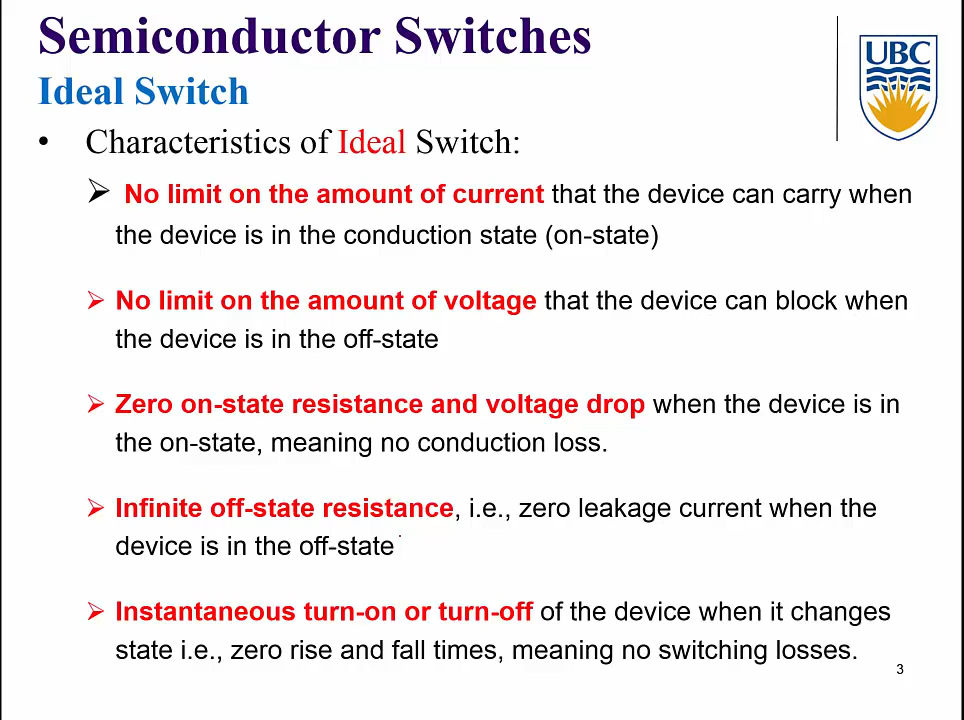 Semiconductor Switches
UBC
Ideal Switch
• Characteristics of Ideal Switch:
➢ No limit on the amount of current that the device can carry when
the device is in the conduction state (on-state)
➢ No limit on the amount of voltage that the device can block when
the device is in the off-state
➢ Zero on-state resistance and voltage drop when the device is in
the on-state, meaning no conduction loss.
➢ Infinite off-state resistance, i.e., zero leakage current when the
device is in the off-state
➢ Instantaneous turn-on or turn-off of the device when it changes
state i.e., zero rise and fall times, meaning no switching losses.
3